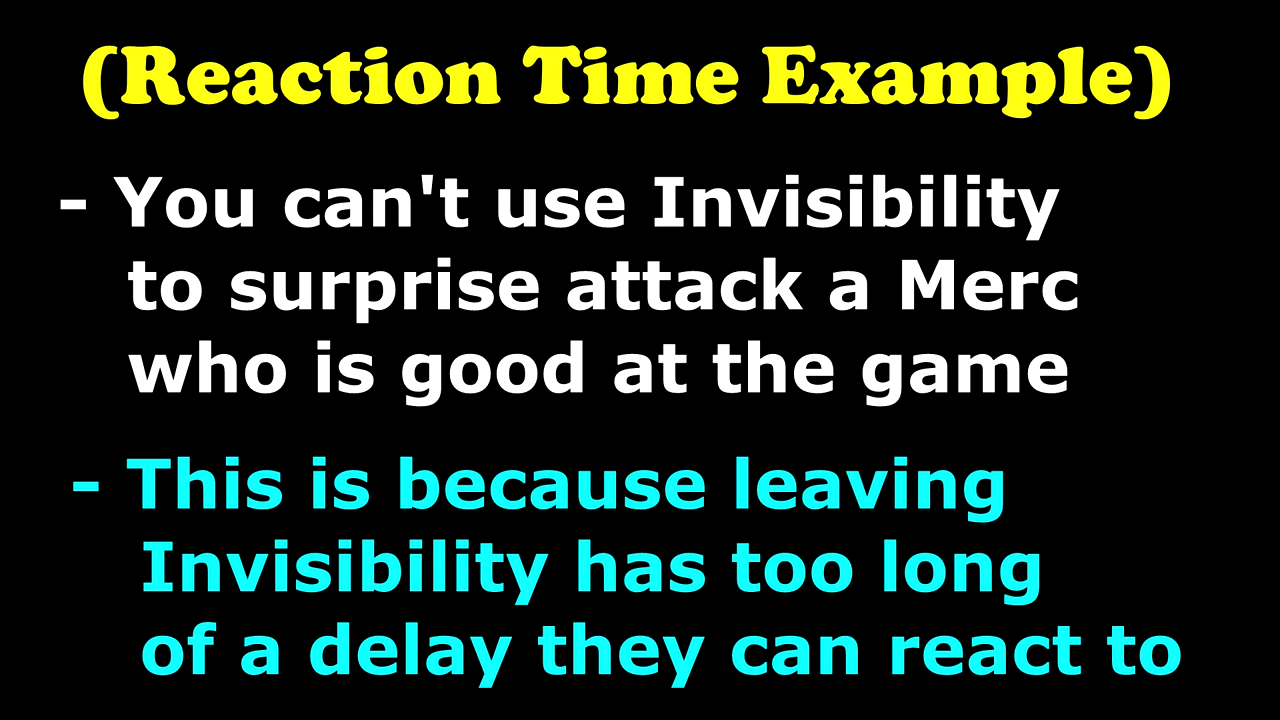 (Reaction Time Example)
- You can't use Invisibility
to surprise attack a Merc
who is good at the game
- This is because leaving
Invisibility has too long
of a delay they can react to